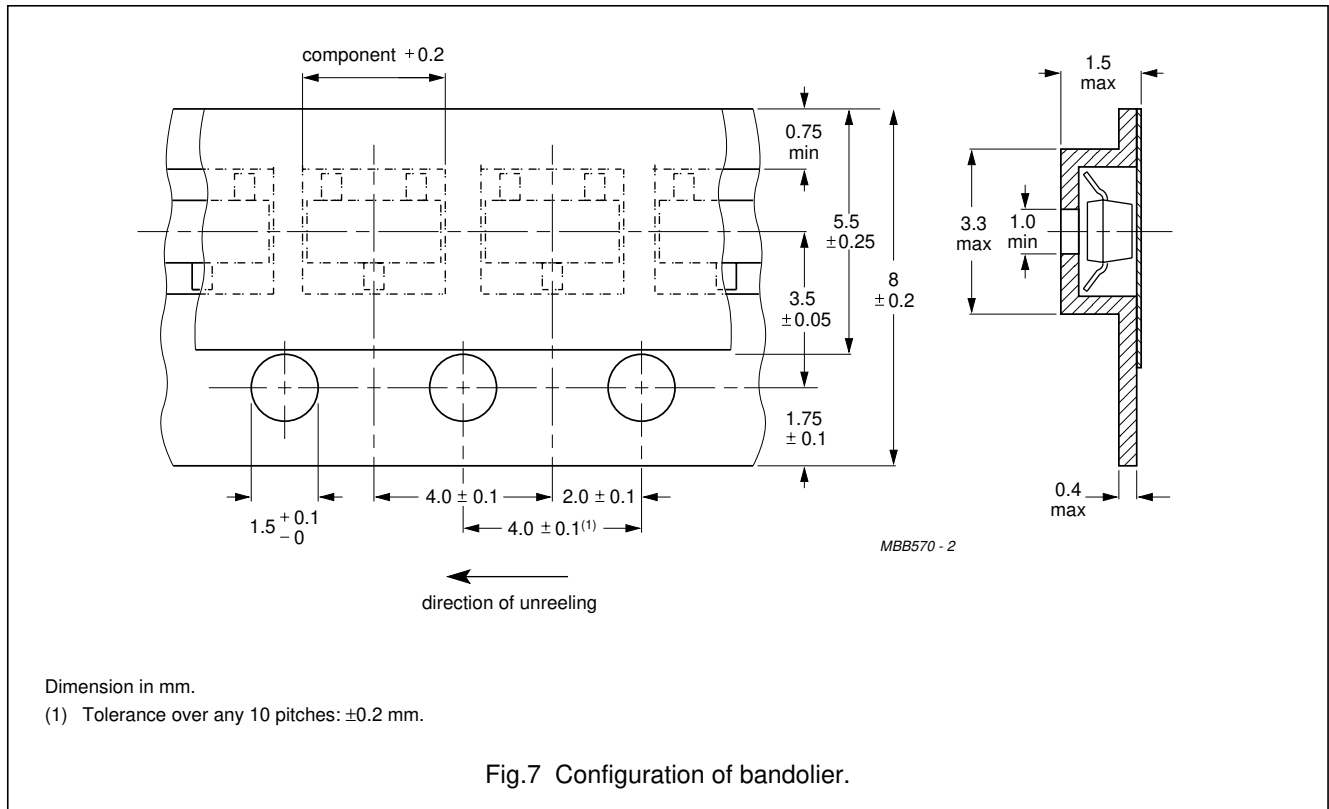 component +0.2
0.75
min
5.5
±0.25
8
±0.2
3.5
±0.05
1.75
± 0.1
1.5 +0.1
−0
4.0 ± 0.1
2.0 ± 0.1
4.0 ±0.1(1)
direction of unreeling
1.5
max
3.3
max
1.0
min
0.4
max
MBB570 - 2
Dimension in mm.
(1) Tolerance over any 10 pitches: ±0.2 mm.
Fig.7 Configuration of bandolier.